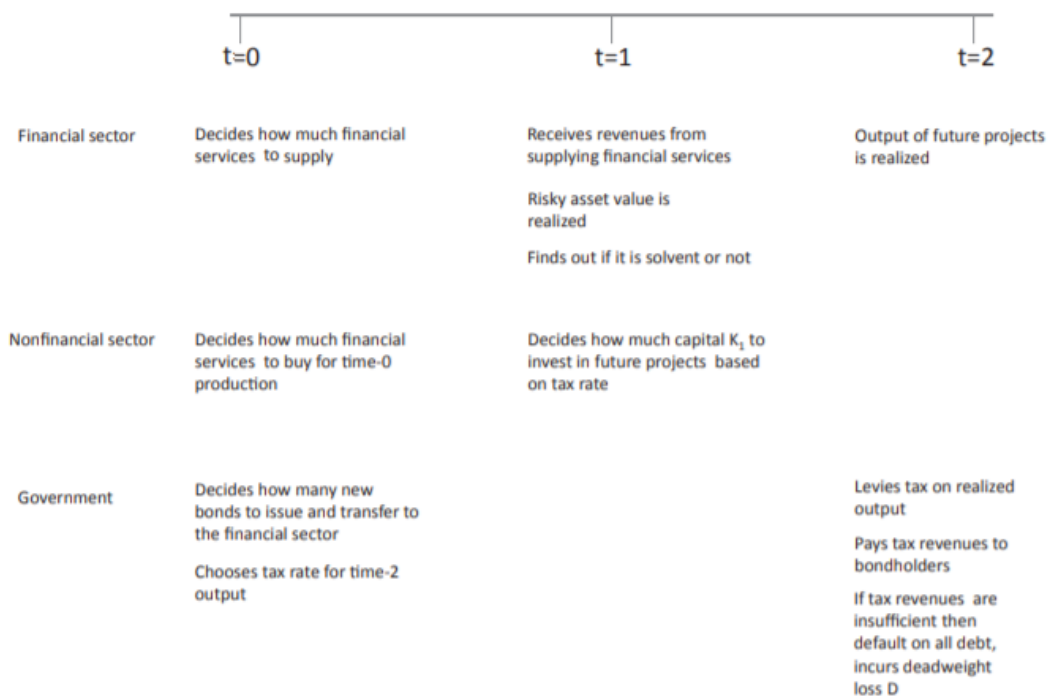 t=0
t=1
t=2
Financial sector
Decides how much financial
services to supply
Receives revenues from
supplying financial services
Risky asset value is
realized
Finds out if it is solvent or not
Output of future projects
is realized
Nonfinancial sector
Decides how much financial
services to buy for time-0
production
Decides how much capital K₁ to
invest in future projects based
on tax rate
Government
Decides how many new
bonds to issue and transfer to
the financial sector
Chooses tax rate for time-2
output
Levies tax on realized
output
Pays tax revenues to
bondholders
If tax revenues are
insufficient then
default on all debt,
incurs deadweight
loss D